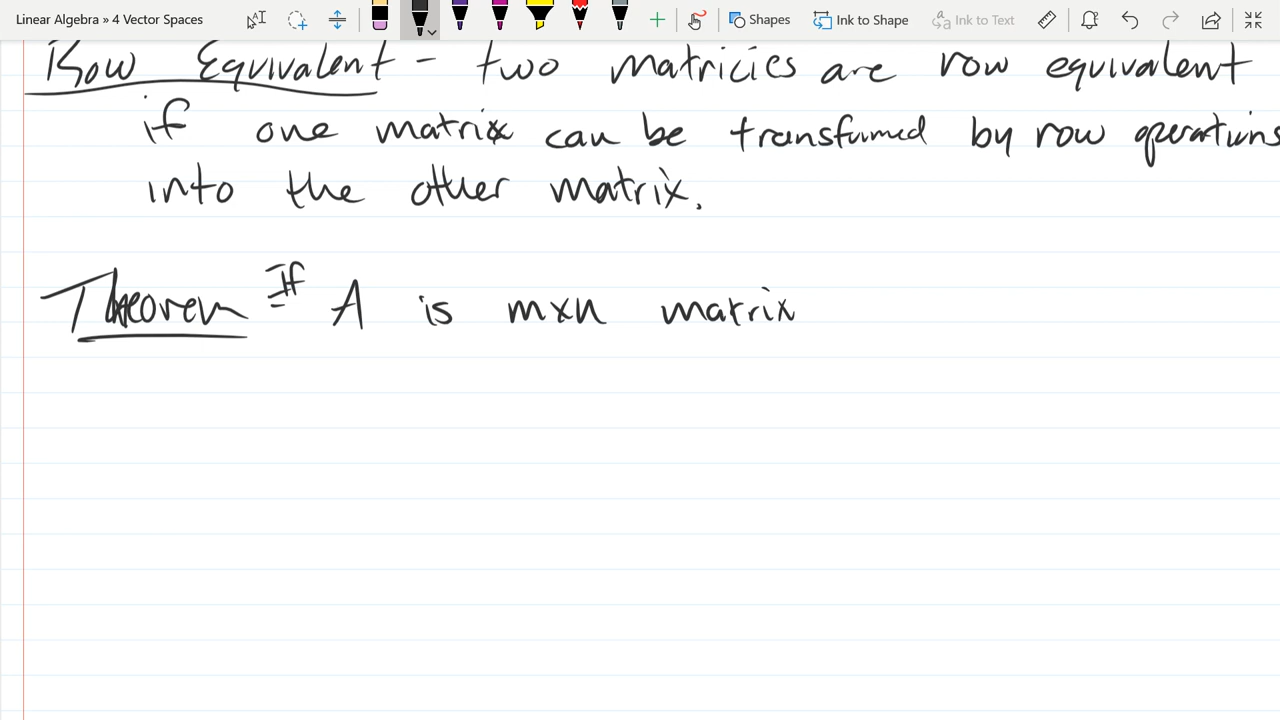 Linear Algebra » 4 Vector Spaces
Shapes
Ink to Shape
Ink to Text
Row Equivalent - two matricies are row equivalent
if one matrix can be transfurmed by row operations
into the other matrix.
Theorem If A is mxn matrix